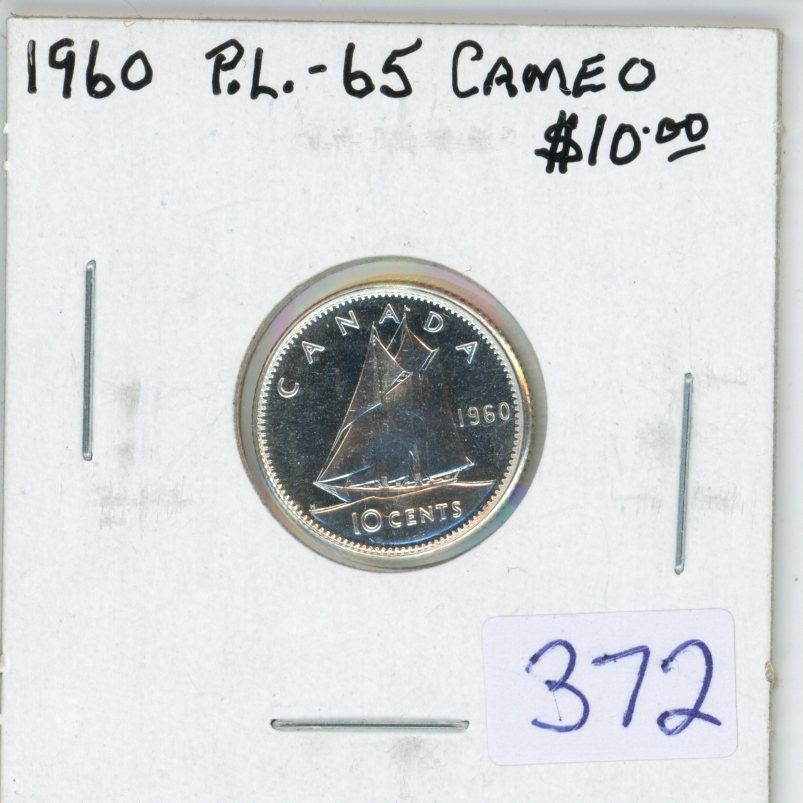 1960 P.L.-65 CAMEO
$10.00
CANADA
1960
10 CENTS
372